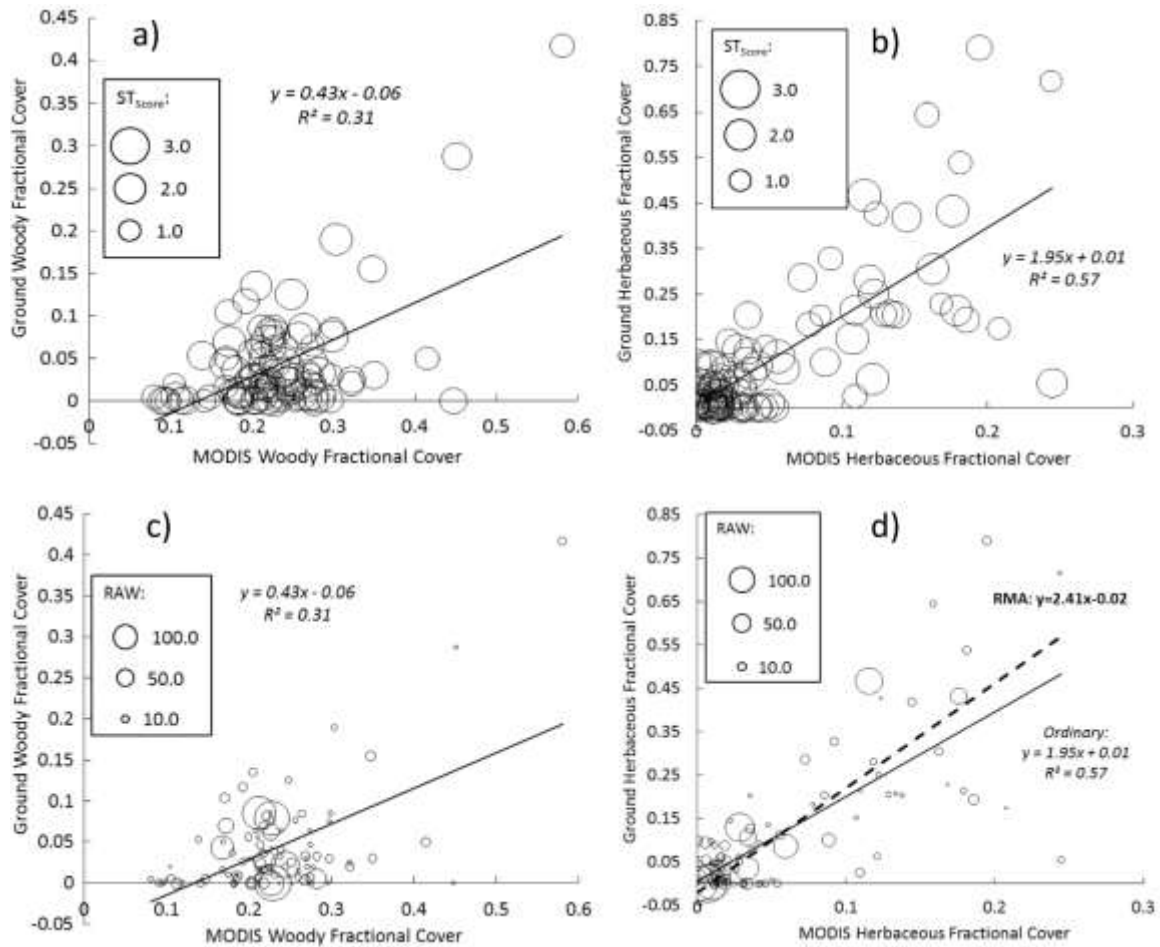 a)
0.45
0.4
0.35
0.3
0.25
0.2
0.15
0.1
0.05
0
-0.05
Ground Woody Fractional Cover
ST Score:
3.0
2.0
1.0
y = 0.43x - 0.06
R² = 0.31
0.1 0.2 0.3 0.4 0.5 0.6
MODIS Woody Fractional Cover
b)
0.85
0.75
0.65
0.55
0.45
0.35
0.25
0.15
0.05
-0.05
Ground Herbaceous Fractional Cover
ST Score:
3.0
2.0
1.0
y = 1.95x + 0.01
R² = 0.57
0.1 0.2 0.3
MODIS Herbaceous Fractional Cover
c)
0.45
0.4
0.35
0.3
0.25
0.2
0.15
0.1
0.05
0
-0.05
Ground Woody Fractional Cover
RAW:
100.0
50.0
10.0
y = 0.43x - 0.06
R² = 0.31
0 0.1 0.2 0.3 0.4 0.5 0.6
MODIS Woody Fractional Cover
d)
0.85
0.75
0.65
0.55
0.45
0.35
0.25
0.15
0.05
-0.05
Ground Herbaceous Fractional Cover
RAW:
100.0
50.0
10.0
RMA: y=2.41x-0.02
Ordinary:
y = 1.95x + 0.01
R² = 0.57
0 0.1 0.2 0.3
MODIS Herbaceous Fractional Cover